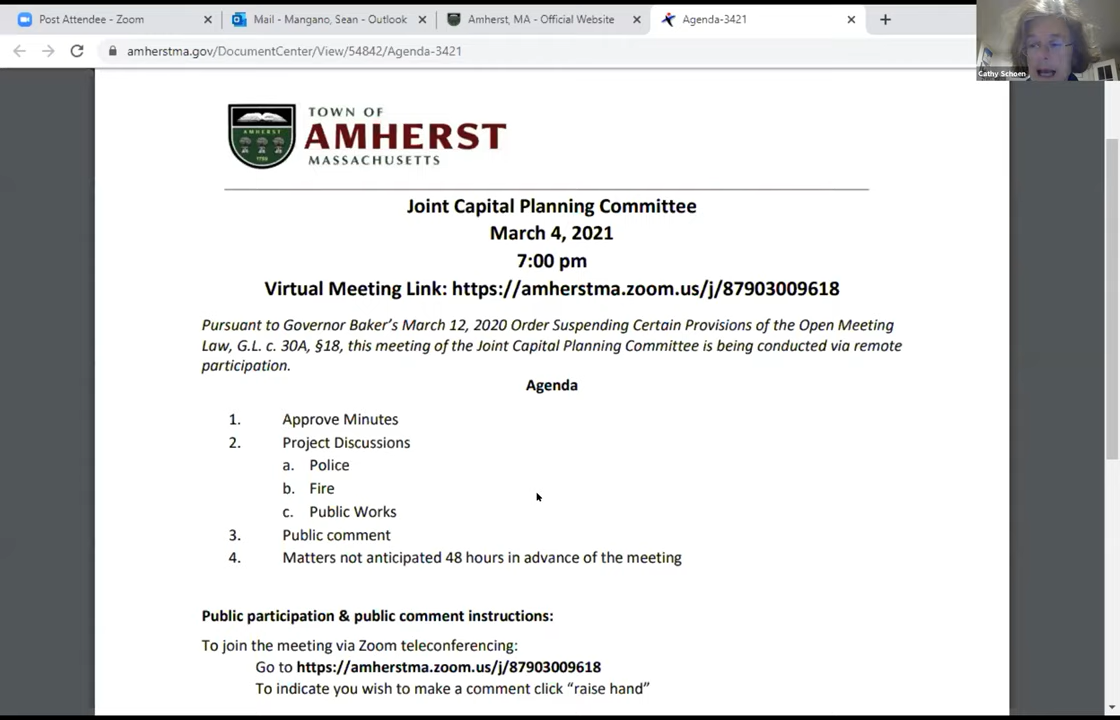 Post Attendee - Zoom
Mail - Mangano, Sean - Outlook
Amherst, MA - Official Website
Agenda-3421
amherstma.gov/DocumentCenter/View/54842/Agenda-3421
Cathy Schoen
AMHERST
TOWN OF
AMHERST
MASSACHUSETTS
Joint Capital Planning Committee
March 4, 2021
7:00 pm
Virtual Meeting Link: https://amherstma.zoom.us/j/87903009618
Pursuant to Governor Baker's March 12, 2020 Order Suspending Certain Provisions of the Open Meeting
Law, G.L. c. 30A, §18, this meeting of the Joint Capital Planning Committee is being conducted via remote
participation.
Agenda
1. Approve Minutes
2. Project Discussions
a. Police
b. Fire
c. Public Works
3. Public comment
4. Matters not anticipated 48 hours in advance of the meeting
Public participation & public comment instructions:
To join the meeting via Zoom teleconferencing:
Go to https://amherstma.zoom.us/j/87903009618
To indicate you wish to make a comment click “raise hand”